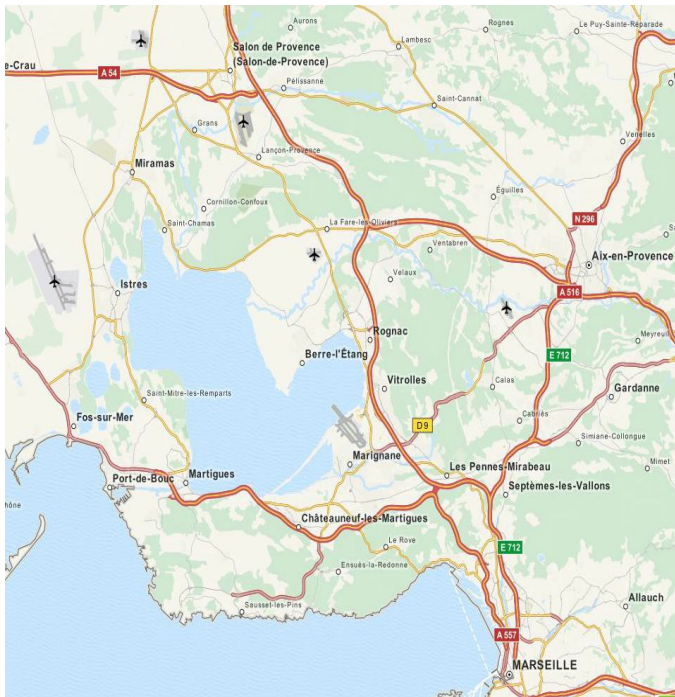 Aurons
Rognes
Le Puy-Sainte-Réparade
Lambesc
Salon de Provence
(Salon-de-Provence)
e-Crau
A 54
Pélissanne
Saint-Cannat
Grans
Venelles
Lançon-Provence
Miramas
Éguilles
Cornillon-Confoux
N 296
Saint-Chamas
La Fare-les-Oliviers
Ventabren
Aix-en-Provence
Velaux
Istres
A 516
Rognac
Meyreuil
E 712
Berre-l'Étang
Vitrolles
Calas
Gardanne
Saint-Mitre-les-Remparts
Cabriès
Fos-sur-Mer
D 9
Simiane-Collongue
Marignane
Mimet
Les Pennes-Mirabeau
Port-de-Bouc
Martigues
Septèmes-les-Vallons
hône
Châteauneuf-les-Martigues
Le Rove
E 712
Ensuès-la-Redonne
Allauch
Sausset-les-Pins
A 557
MARSEILLE